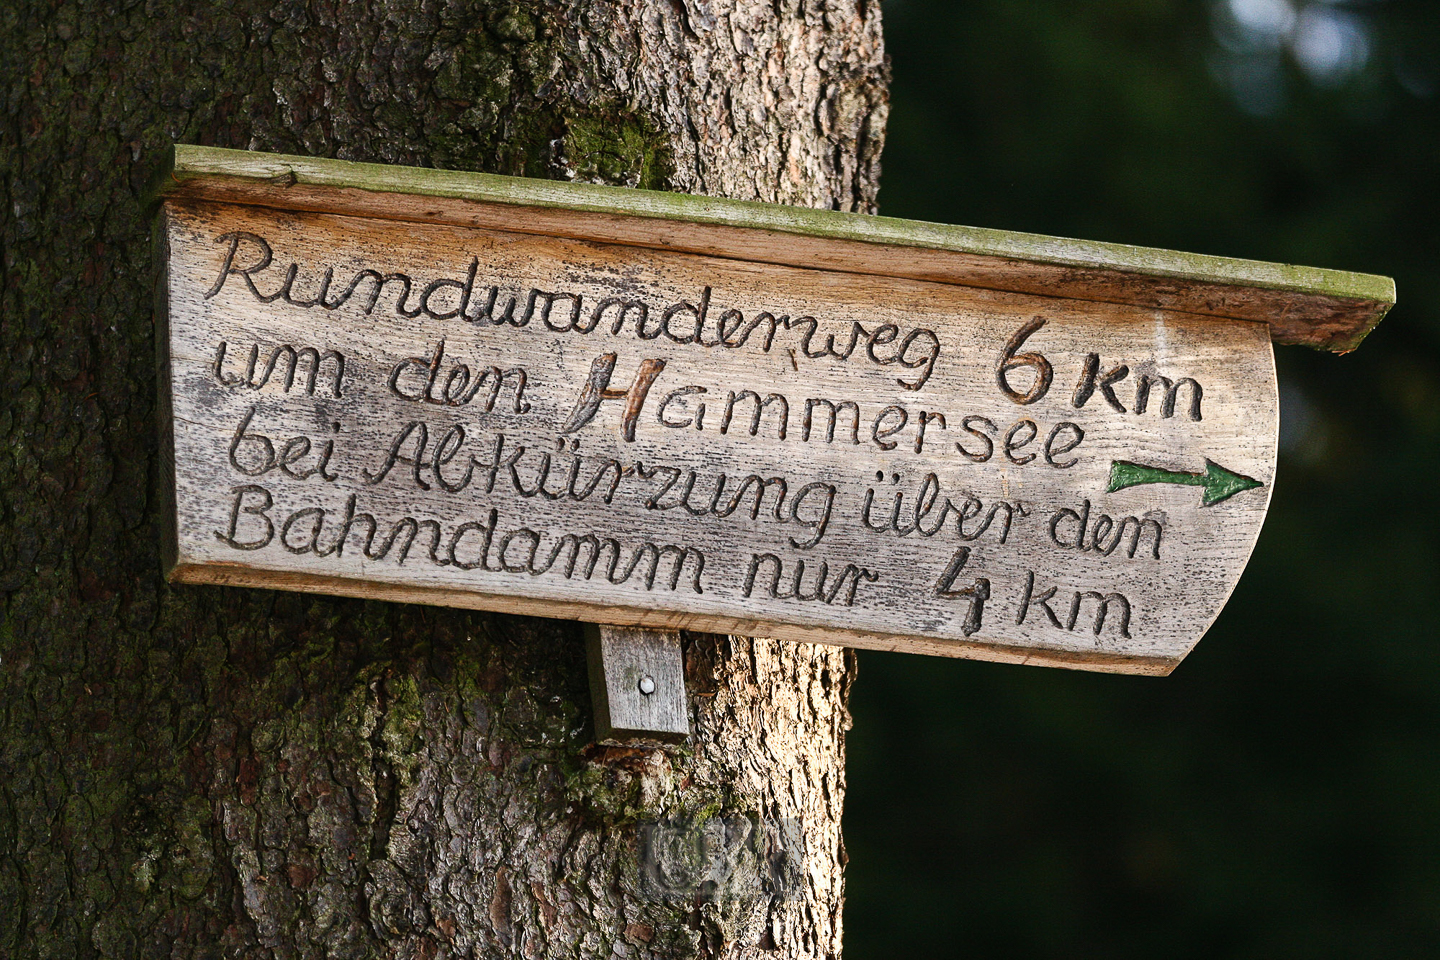 Rundwanderweg 6 km
um den Hammersee
bei Abkürzung über den
Bahndamm nur 4 km